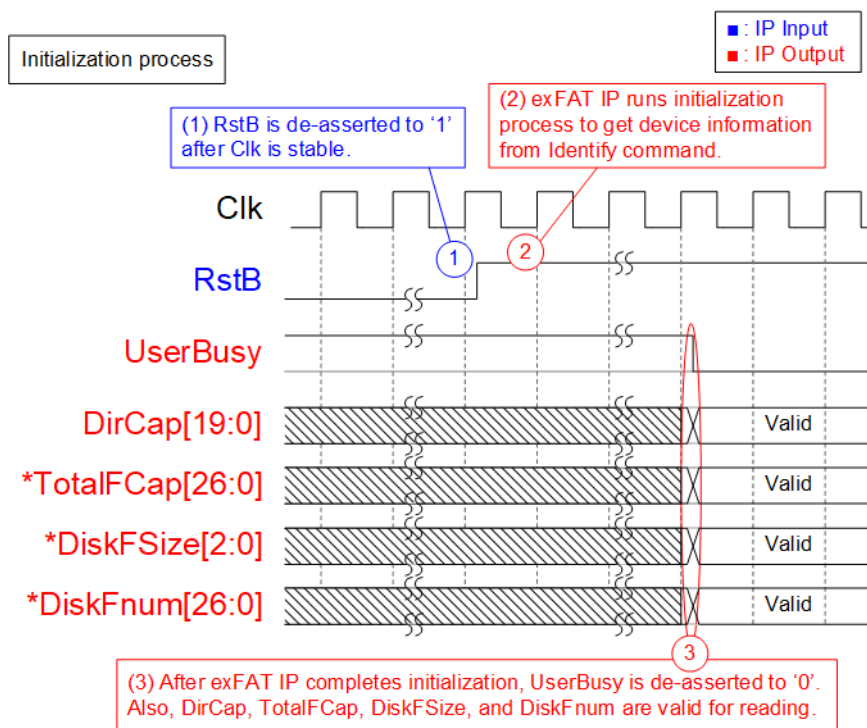 ■ : IP Input
■ : IP Output
Initialization process
(1) RstB is de-asserted to ‘1’
after Clk is stable.
(2) exFAT IP runs initialization
process to get device information
from Identify command.
Clk
1
2
RstB
UserBusy
DirCap[19:0]
Valid
*TotalFCap[26:0]
Valid
*DiskFSize[2:0]
Valid
*DiskFnum[26:0]
Valid
3
(3) After exFAT IP completes initialization, UserBusy is de-asserted to ‘0’.
Also, DirCap, TotalFCap, DiskFSize, and DiskFnum are valid for reading.